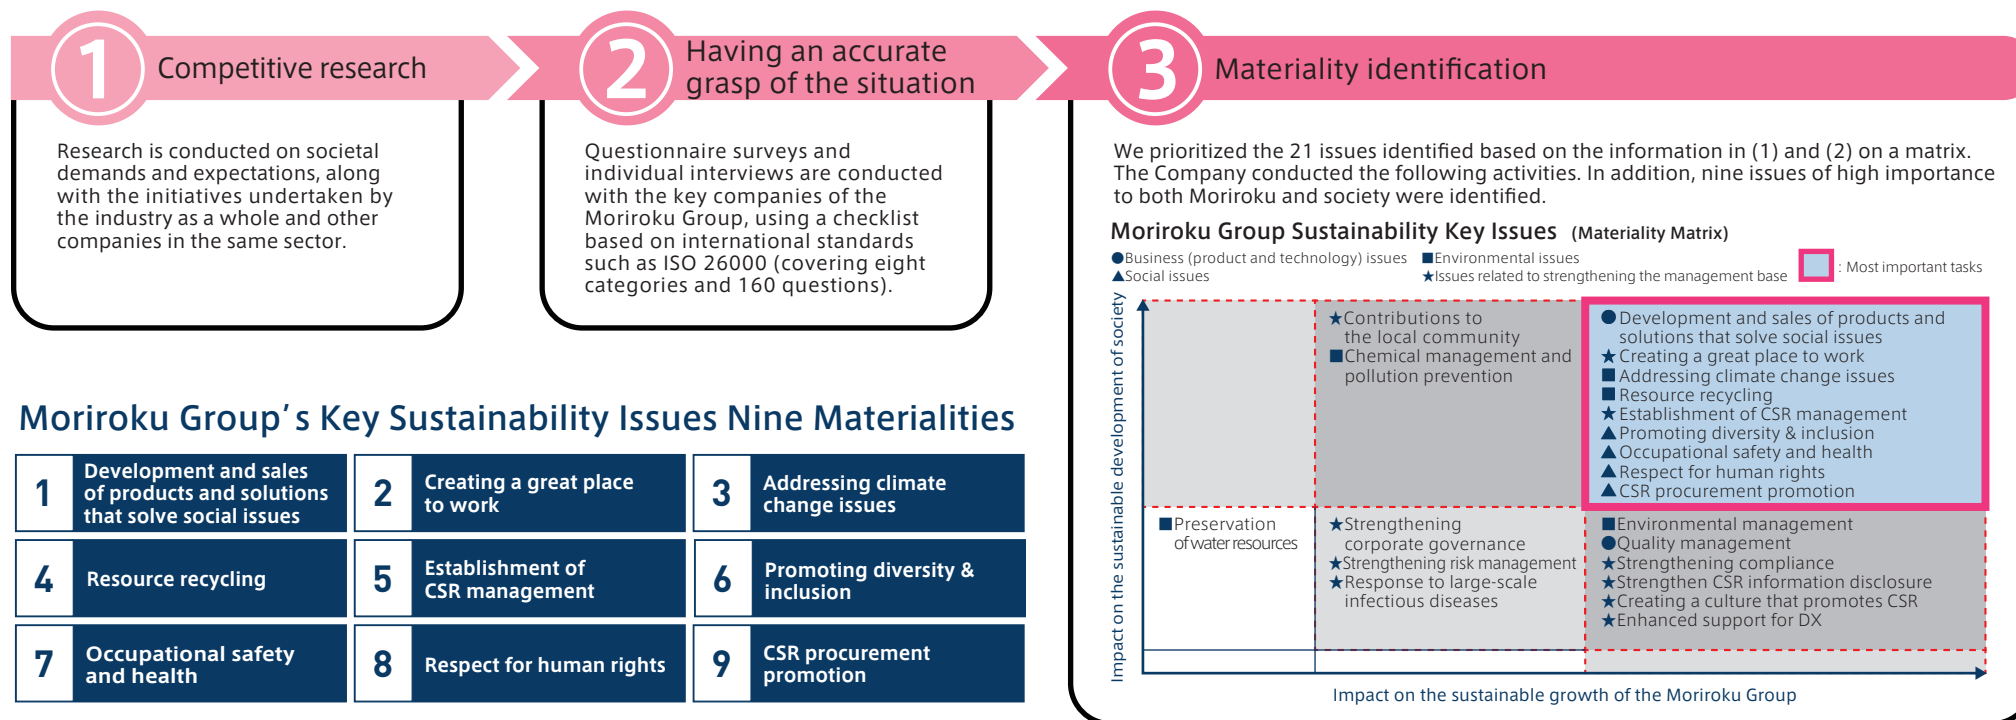 1
Competitive research
Research is conducted on societal
demands and expectations, along
with the initiatives undertaken by
the industry as a whole and other
companies in the same sector.
2
Having an accurate
grasp of the situation
Questionnaire surveys and
individual interviews are conducted
with the key companies of the
Moriroku Group, using a checklist
based on international standards
such as ISO 26000 (covering eight
categories and 160 questions).
3
Materiality identification
We prioritized the 21 issues identified based on the information in (1) and (2) on a matrix.
The Company conducted the following activities. In addition, nine issues of high importance
to both Moriroku and society were identified.
Moriroku Group Sustainability Key Issues (Materiality Matrix)
●Business (product and technology) issues ■Environmental issues
▲Social issues ★Issues related to strengthening the management base
: Most important tasks
Impact on the sustainable development of society
★Contributions to
the local community
■Chemical management and
pollution prevention
●Development and sales of products and
solutions that solve social issues
★Creating a great place to work
■Addressing climate change issues
■Resource recycling
★Establishment of CSR management
▲Promoting diversity & inclusion
▲Occupational safety and health
▲Respect for human rights
▲CSR procurement promotion
■Preservation
of water resources
★Strengthening
corporate governance
★Strengthening risk management
★Response to large-scale
infectious diseases
■Environmental management
●Quality management
★Strengthening compliance
★Strengthen CSR information disclosure
★Creating a culture that promotes CSR
★Enhanced support for DX
Impact on the sustainable growth of the Moriroku Group
Moriroku Group's Key Sustainability Issues Nine Materialities
1
Development and sales
of products and solutions
that solve social issues
2
Creating a great place
to work
3
Addressing climate
change issues
4
Resource recycling
5
Establishment of
CSR management
6
Promoting diversity &
inclusion
7
Occupational safety
and health
8
Respect for human rights
9
CSR procurement
promotion